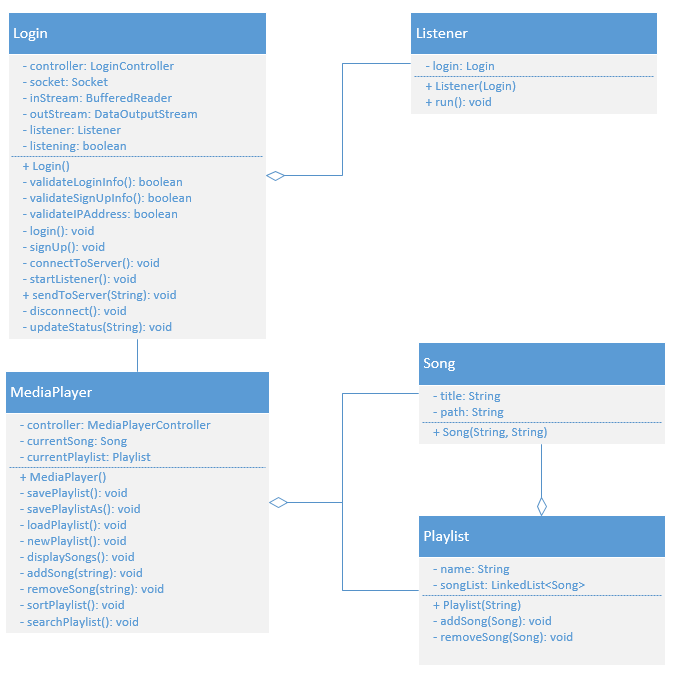 Login
- controller: LoginController
- socket: Socket
- inStream: BufferedReader
- outStream: DataOutputStream
- listener: Listener
- listening: boolean
+ Login()
- validateLoginInfo(): boolean
- validateSignUpInfo(): boolean
- validateIPAddress: boolean
- login(): void
- signUp(): void
- connectToServer(): void
- startListener(): void
+ sendToServer(String): void
- disconnect(): void
- updateStatus(String): void
Listener
- login: Login
+ Listener(Login)
+ run(): void
MediaPlayer
- controller: MediaPlayerController
- currentSong: Song
- currentPlaylist: Playlist
+ MediaPlayer()
- savePlaylist(): void
- savePlaylistAs(): void
- loadPlaylist(): void
- newPlaylist(): void
- displaySongs(): void
- addSong(string): void
- removeSong(string): void
- sortPlaylist(): void
- searchPlaylist(): void
Song
- title: String
- path: String
+ Song(String, String)
Playlist
- name: String
- songList: LinkedList<Song>
+ Playlist(String)
- addSong(Song): void
- removeSong(Song): void